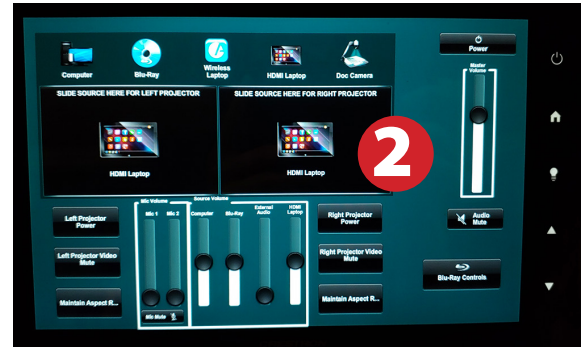 Power
Computer
Blu-Ray
Wireless
Laptop
HDMI Laptop
Doc Camera
Master
Volume
SLIDE SOURCE HERE FOR LEFT PROJECTOR
SLIDE SOURCE HERE FOR RIGHT PROJECTOR
HDMI Laptop
HDMI Laptop
2
Mic Volume
Source Volume
Left Projector
Power
Mic 1
Mic 2
Computer
Blu-Ray
External
Audio
HDMI
Laptop
Right Projector
Power
Audio
Mute
Left Projector Video
Mute
Right Projector Video
Mute
Blu-Ray Controls
Maintain Aspect R...
Mic Mute
Maintain Aspect R...